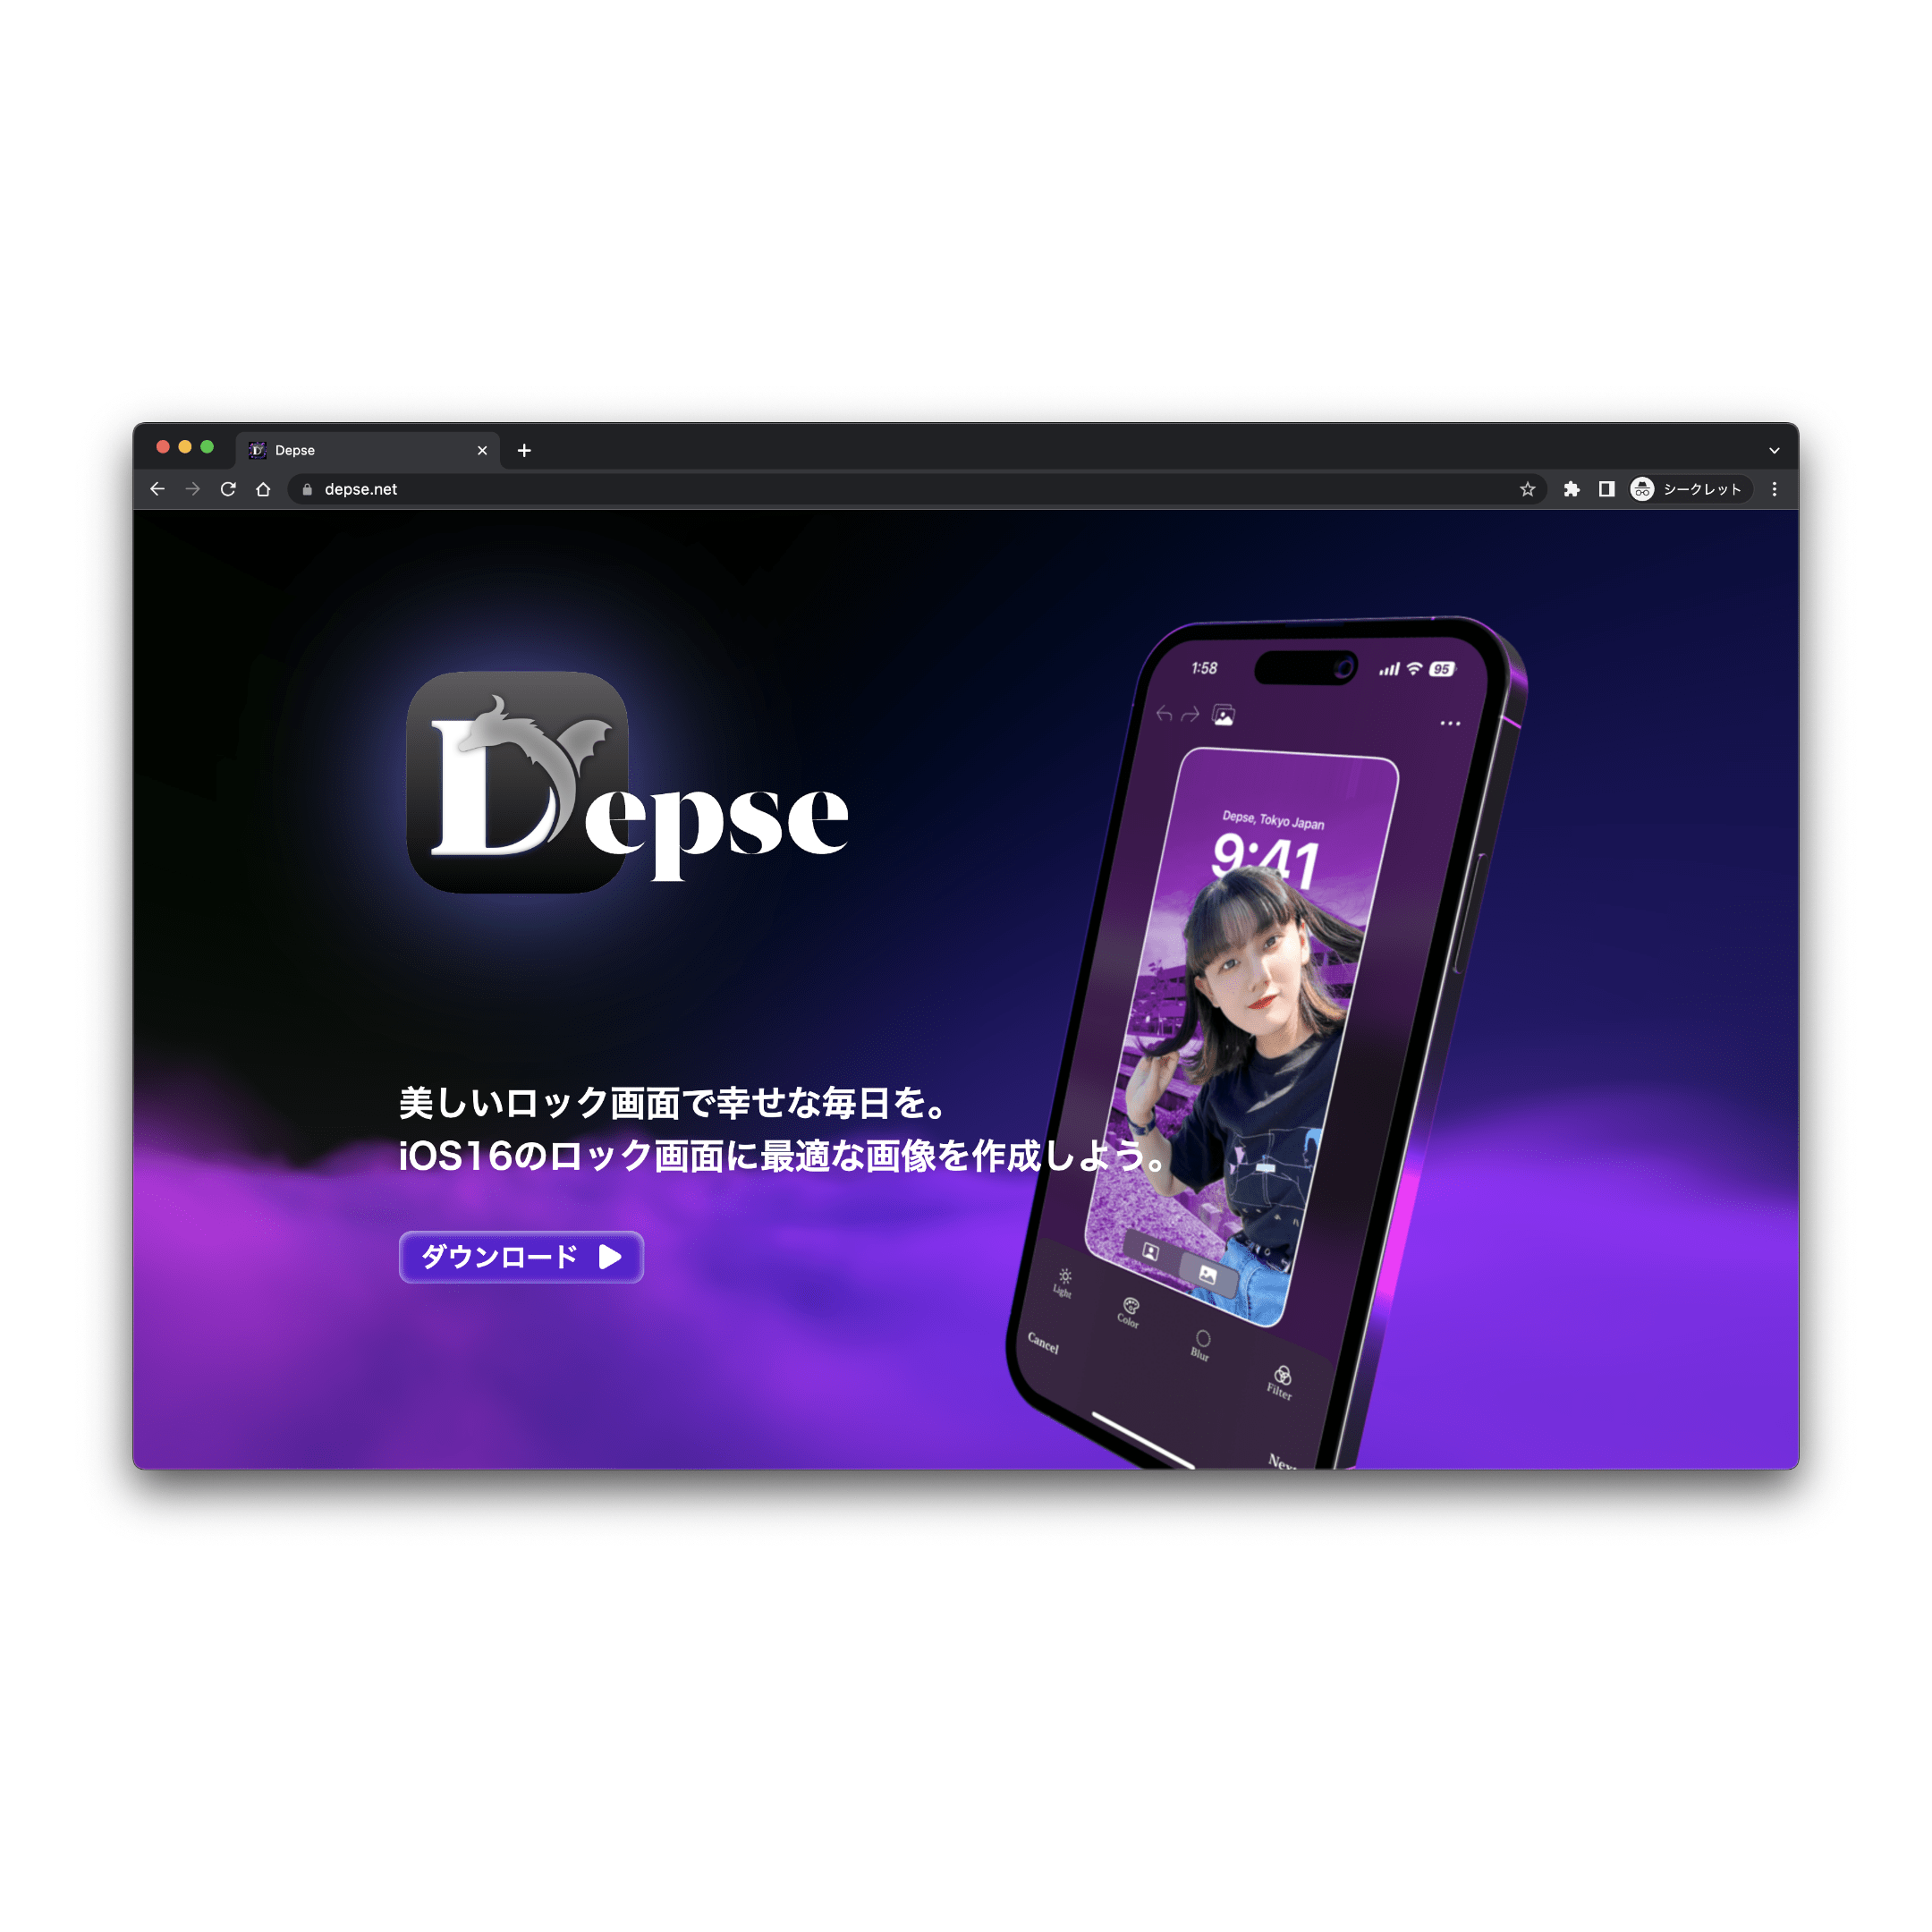 Depse
depse.net
シークレット
Depse
1:58
95
Depse, Tokyo Japan
9:41
美しいロック画面で幸せな毎日を。
iOS16のロック画面に最適な画像を作成しよう。
ダウンロード
Light
Color
Blur
Filter
Cancel